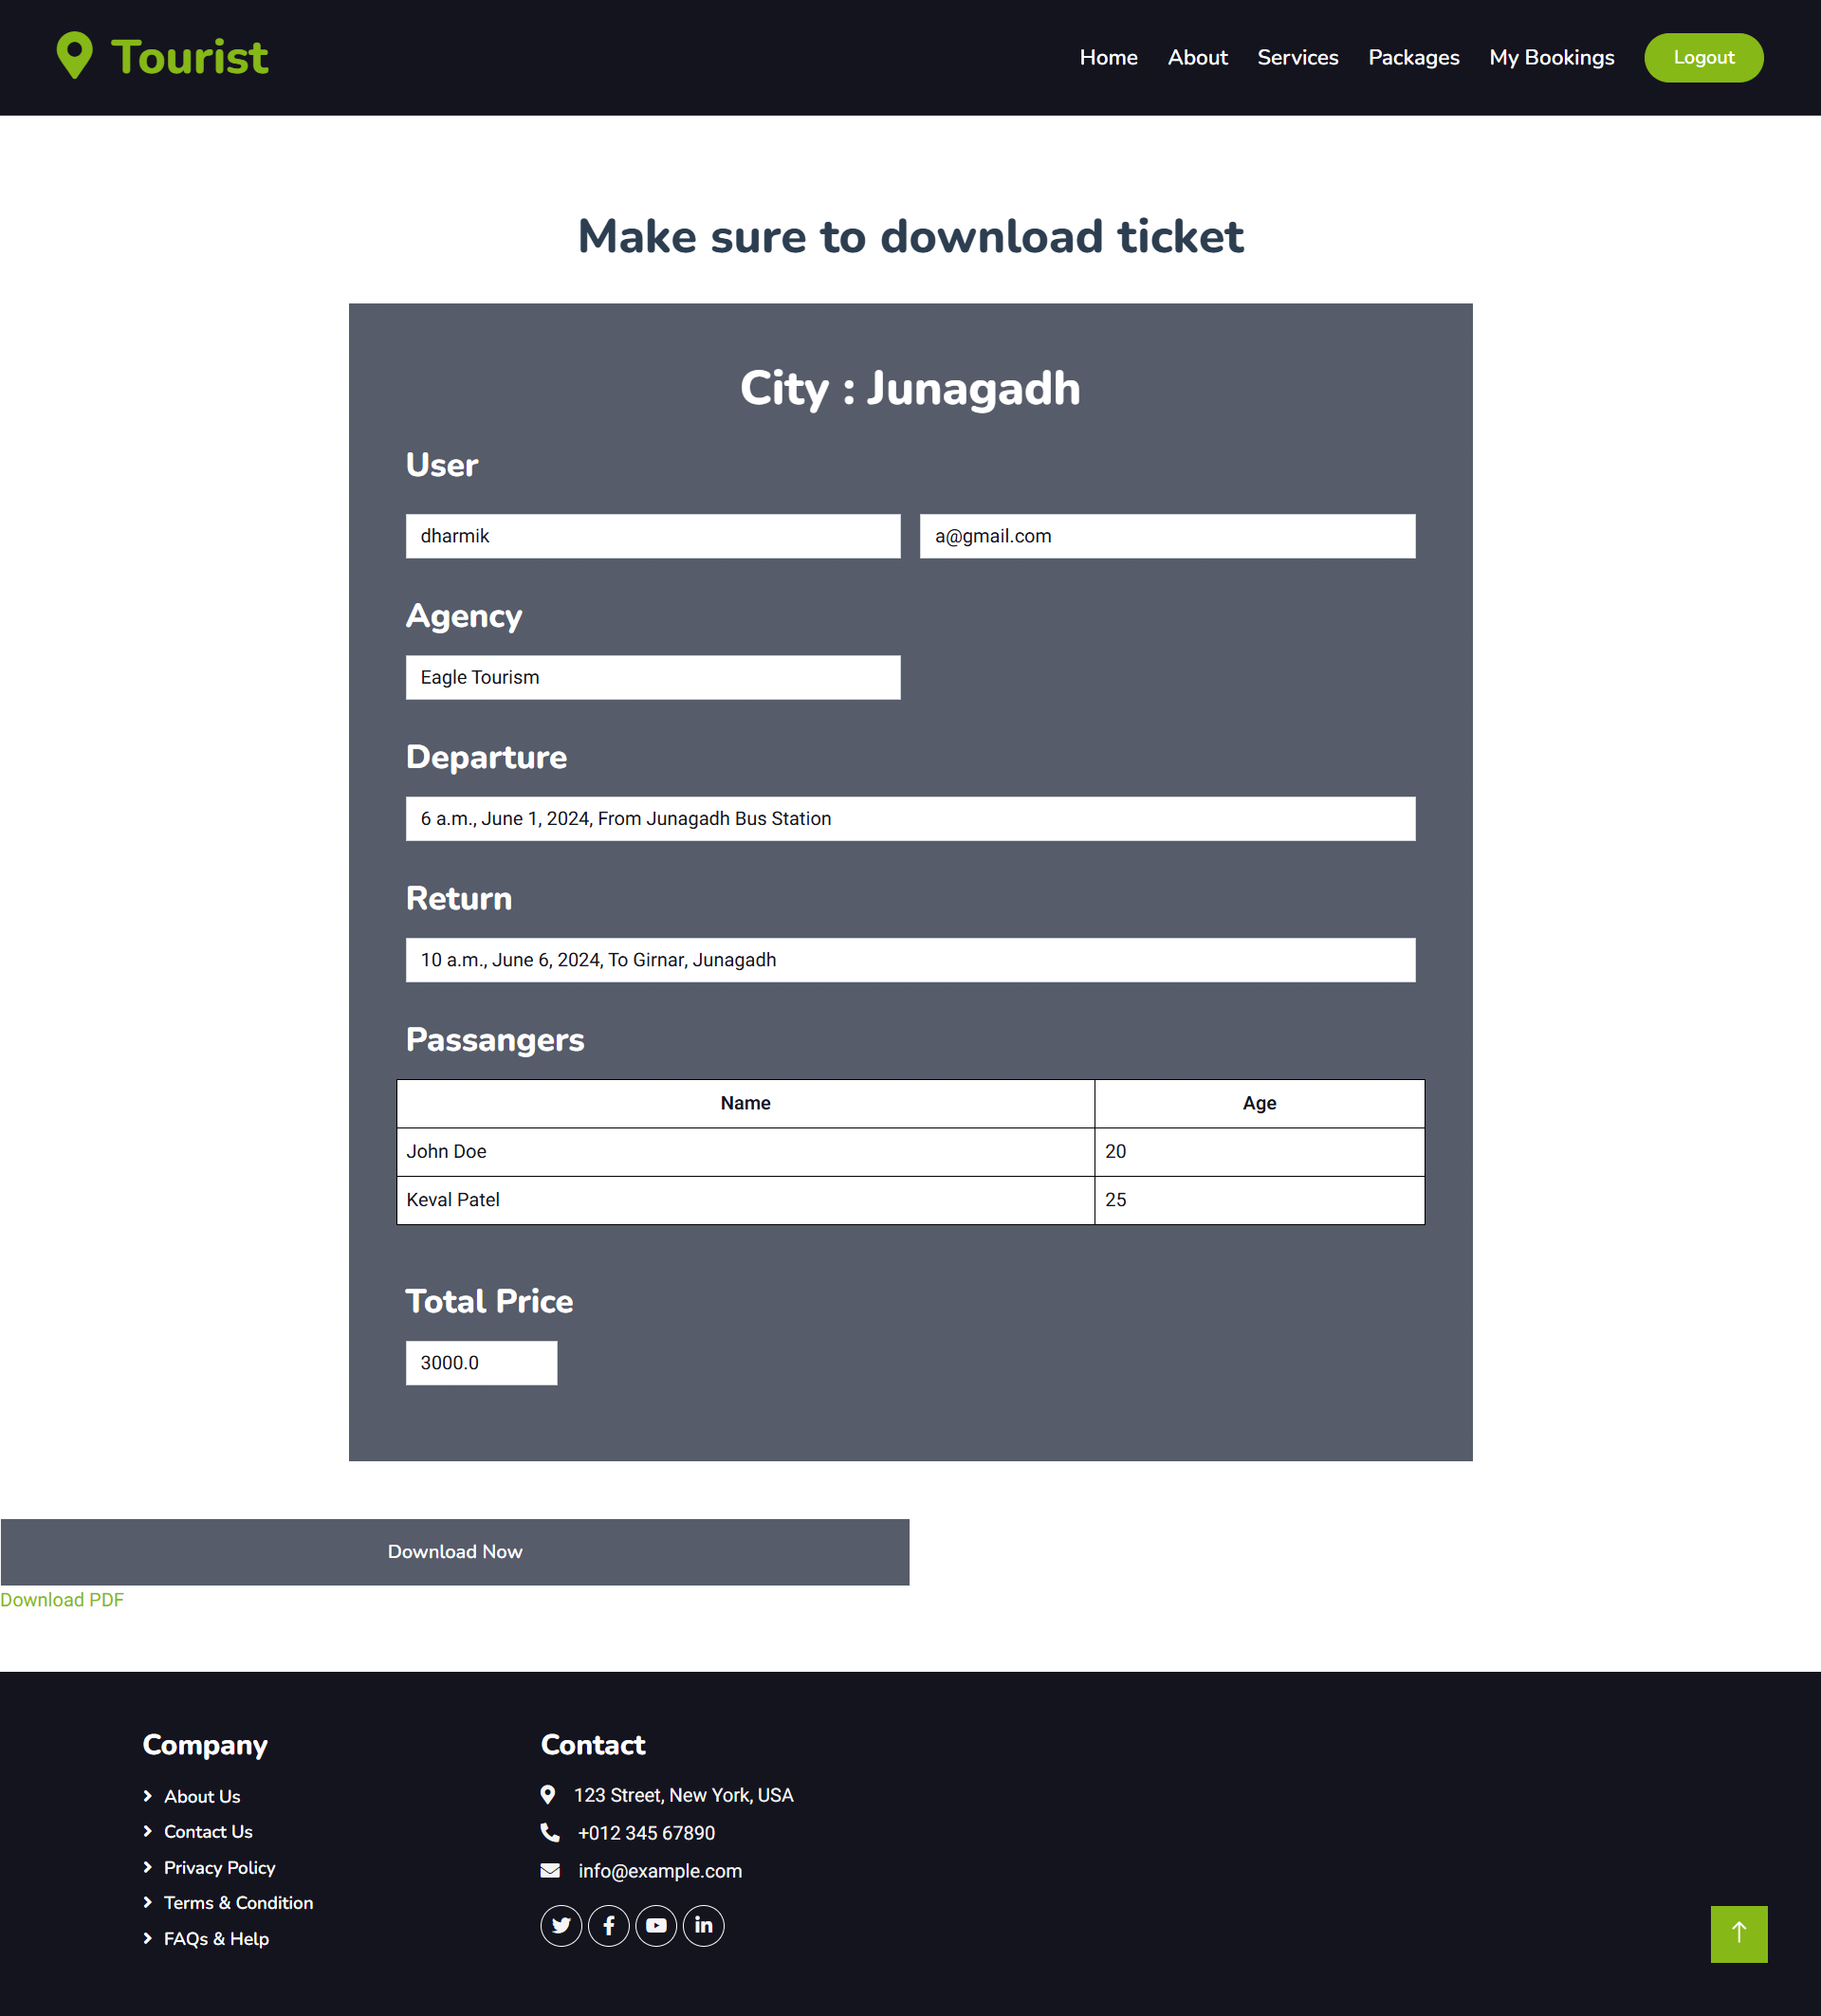 Tourist
Home About Services Packages My Bookings Logout
Make sure to download ticket
City : Junagadh
User
dharmik a@gmail.com
Agency
Eagle Tourism
Departure
6 a.m., June 1, 2024, From Junagadh Bus Station
Return
10 a.m., June 6, 2024, To Girnar, Junagadh
Passangers
Name Age
John Doe 20
Keval Patel 25
Total Price
3000.0
Download Now
Download PDF
Company
About Us
Contact Us
Privacy Policy
Terms & Condition
FAQs & Help
Contact
123 Street, New York, USA
+012 345 67890
info@example.com